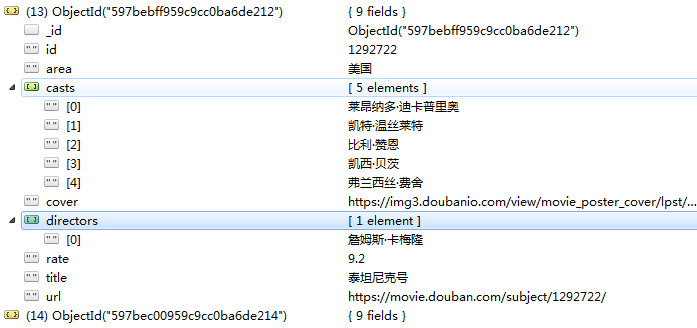 (13) ObjectId("597bebff959c9cc0ba6de212") { 9 fields }
_id ObjectId("597bebff959c9cc0ba6de212")
"" id 1292722
"" area 美国
casts [ 5 elements ]
"" [0] 莱昂纳多·迪卡普里奥
"" [1] 凯特·温丝莱特
"" [2] 比利·赞恩
"" [3] 凯西·贝茨
"" [4] 弗兰西丝·费舍
"" cover https://img3.doubanio.com/view/movie_poster_cover/lpst/...
directors [ 1 element ]
"" [0] 詹姆斯·卡梅隆
"" rate 9.2
"" title 泰坦尼克号
"" url https://movie.douban.com/subject/1292722/
(14) ObjectId("597bec00959c9cc0ba6de214") { 9 fields }